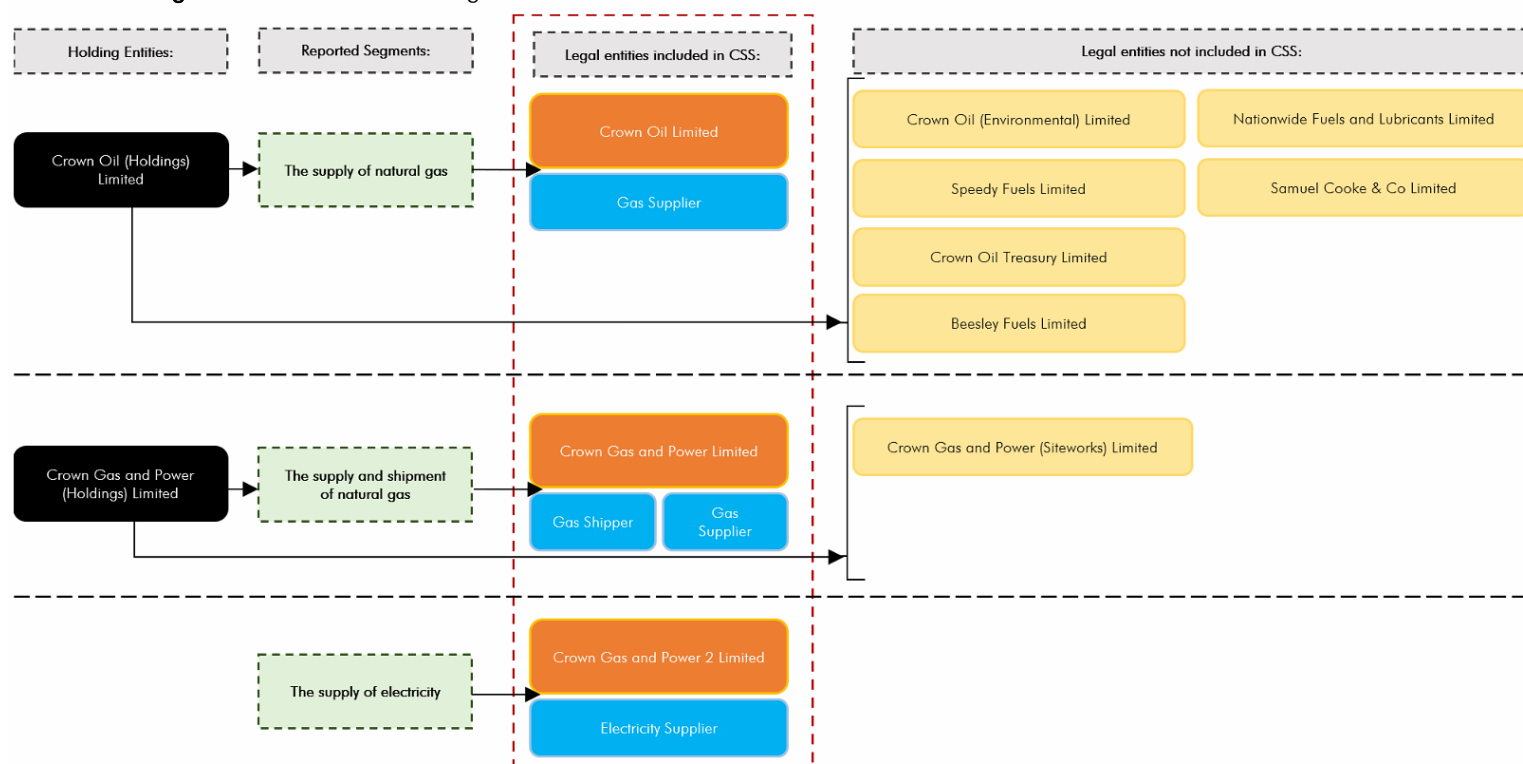 Holding Entities:
Reported Segments:
Legal entities included in CSS:
Legal entities not included in CSS:
Crown Oil (Holdings)
Limited
The supply of natural gas
Crown Oil Limited
Gas Supplier
Crown Oil (Environmental) Limited
Nationwide Fuels and Lubricants Limited
Speedy Fuels Limited
Samuel Cooke & Co Limited
Crown Oil Treasury Limited
Beesley Fuels Limited
Crown Gas and Power
(Holdings) Limited
The supply and shipment
of natural gas
Crown Gas and Power Limited
Gas Shipper
Gas
Supplier
Crown Gas and Power (Siteworks) Limited
The supply of electricity
Crown Gas and Power 2 Limited
Electricity Supplier